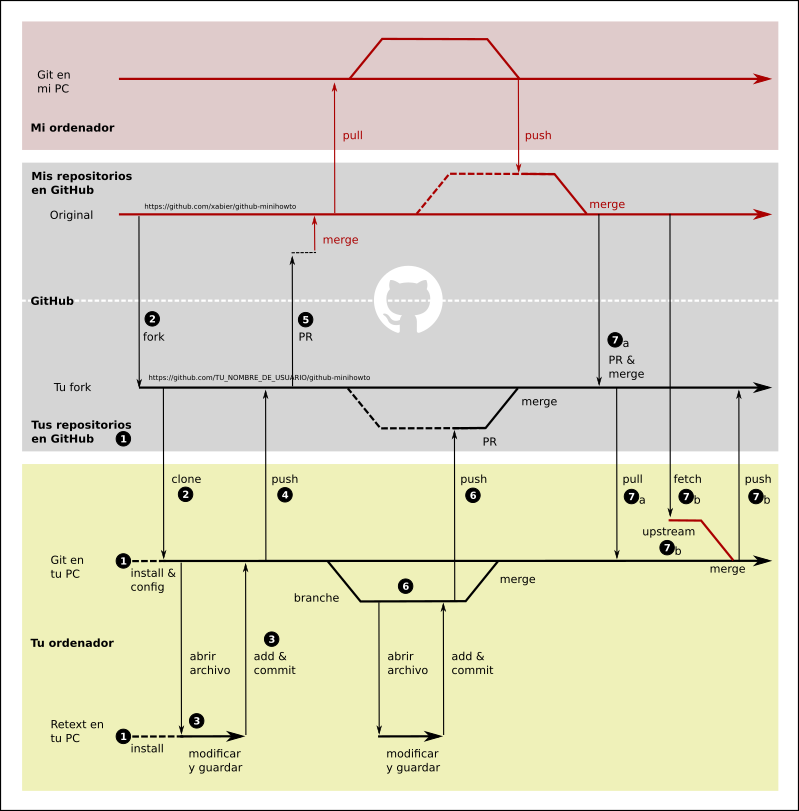 Git en
mi PC
Mi ordenador
pull
push
Mis repositorios
en GitHub
https://github.com/xabier/github-minihowto
Original
merge
merge
GitHub
2
fork
5
PR
7a
PR &
merge
https://github.com/TU_NOMBRE_DE_USUARIO/github-minihowto
Tu fork
merge
Tus repositorios
en GitHub 1
PR
clone
2
push
4
push
6
pull
7a
fetch
7b
push
7b
upstream
7b
Git en
tu PC
1
install &
config
merge
merge
branche
6
Tu ordenador
3
abrir
archivo
add &
commit
abrir
archivo
add &
commit
Retext en
tu PC
1
install
3
modificar
y guardar
modificar
y guardar